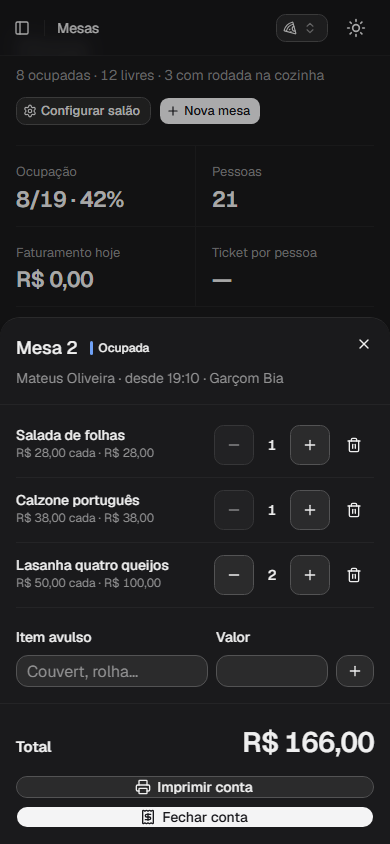 Mesas
8 ocupadas · 12 livres · 3 com rodada na cozinha
Configurar salão
Nova mesa
Ocupação
Pessoas
8/19 · 42%
21
Faturamento hoje
Ticket por pessoa
R$ 0,00
—
Mesa 2
Ocupada
Mateus Oliveira · desde 19:10 · Garçom Bia
Salada de folhas
R$ 28,00 cada · R$ 28,00
1
Calzone português
R$ 38,00 cada · R$ 38,00
1
Lasanha quatro queijos
R$ 50,00 cada · R$ 100,00
2
Item avulso
Valor
Couvert, rolha...
Total
R$ 166,00
Imprimir conta
Fechar conta